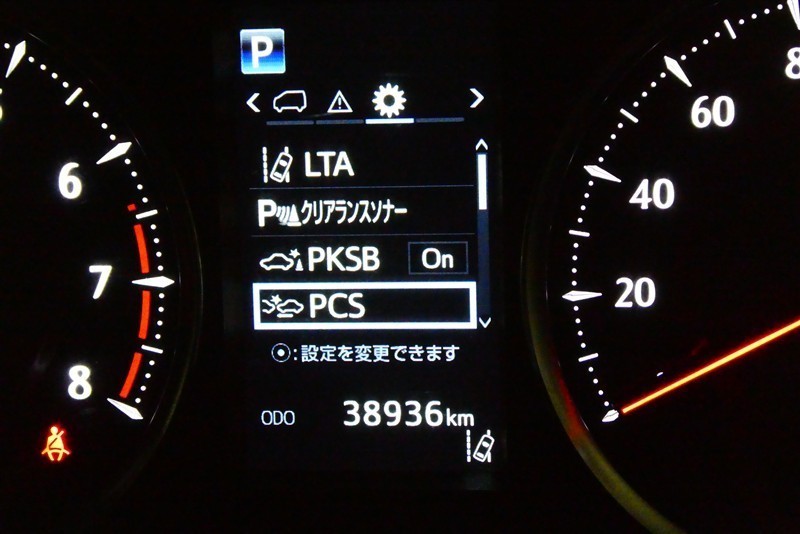 P
LTA
P クリアランスソナー
PKSB On
PCS
:設定を変更できます
ODO 38936km
6
7
8
20
40
60
8